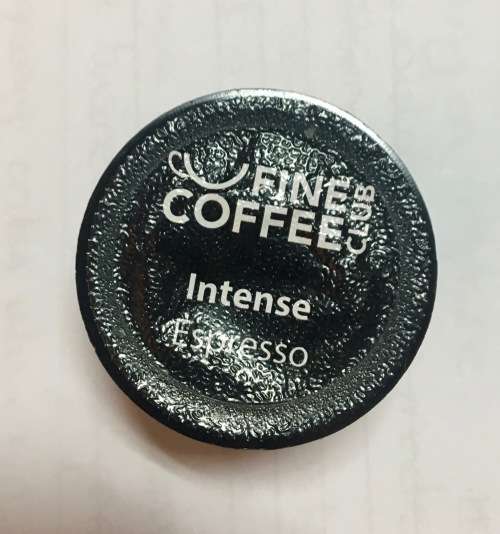 FINE
COFFEE
CLUB
Intense
Espresso